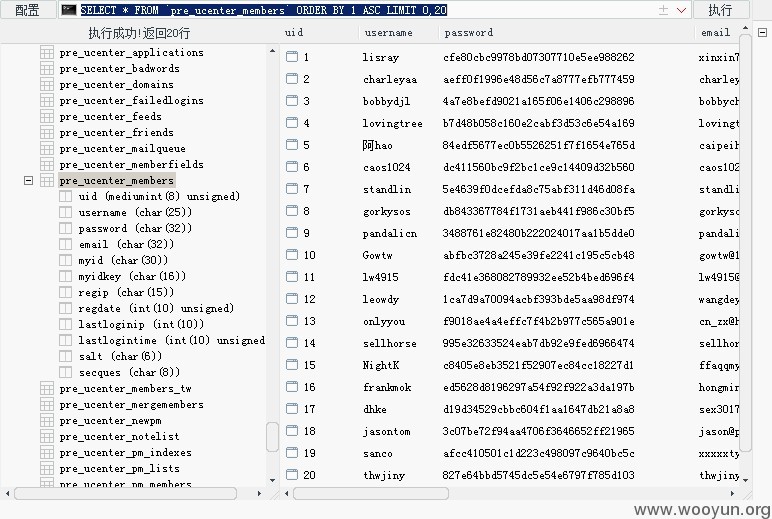 配置
SELECT * FROM `pre_ucenter_members` ORDER BY 1 ASC LIMIT 0,20
执行
执行成功!返回20行
pre_ucenter_applications
pre_ucenter_badwords
pre_ucenter_domains
pre_ucenter_failedlogins
pre_ucenter_feeds
pre_ucenter_friends
pre_ucenter_mailqueue
pre_ucenter_memberfields
pre_ucenter_members
uid (mediumint(8) unsigned)
username (char(25))
password (char(32))
email (char(32))
myid (char(30))
myidkey (char(16))
regip (char(15))
regdate (int(10) unsigned)
lastloginip (int(10))
lastlogintime (int(10) unsigned
salt (char(6))
secques (char(8))
pre_ucenter_members_tw
pre_ucenter_mergemembers
pre_ucenter_newpm
pre_ucenter_notelist
pre_ucenter_pm_indexes
pre_ucenter_pm_lists
pre_ucenter_pm_members
uid username password email
1 lisray cfe80cbc9978bd07307710e5ee988262 xinxin7
2 charleyaa aeff0f1996e48d56c7a8777efb777459 charley
3 bobbydjl 4a7e8befd9021a165f06e1406c298896 bobbych
4 lovingtree b7d48b058c160e2cabf3d53c6e54a169 loving
5 阿hao 84edf5677ec0b5526251f7f1654e765d caipeih
6 caos1024 dc411560bc9f2bc1ce9c14409d32b560 caos102
7 standlin 5e4639f0dcefda8c75abf311d46d08fa standli
8 gorkysos db843367784f1731aeb441f986c30bf5 gorkyso
9 pandalicn 3488761e82480b222024017aa1b5dde0 pandali
10 Gowtw abfbc3728a245e39fe2241c195c5cb48 gowtw@1
11 lw4915 fdc41e368082789932ee52b4bed696f4 lw4915@
12 leowdy 1ca7d9a70094acbf393bde5aa98df974 wangdey
13 onlyyou f9018ae4a4effc7f4b2b977c565a901e cn_zx@h
14 sellhorse 995e32633524eab7db92e9fed6966474 sellhor
15 NightK c8405e8eb3521f52907ec84cc18227d1 ffaqqmy
16 frankmok ed5628d8196297a54f92f922a3da197b hongmin
17 dhke d19d34529cbbc604f1aa1647db21a8a8 sex3017
18 jasontom 3c07be72f94aa4706f3646652ff21965 jason@p
19 sanco afcc410501c1d223c498097c9640bc5c xxxxxty
20 thwjiny 827e64bbd5745dc5e54e6797f785d103 thwjiny
www.wooyun.org